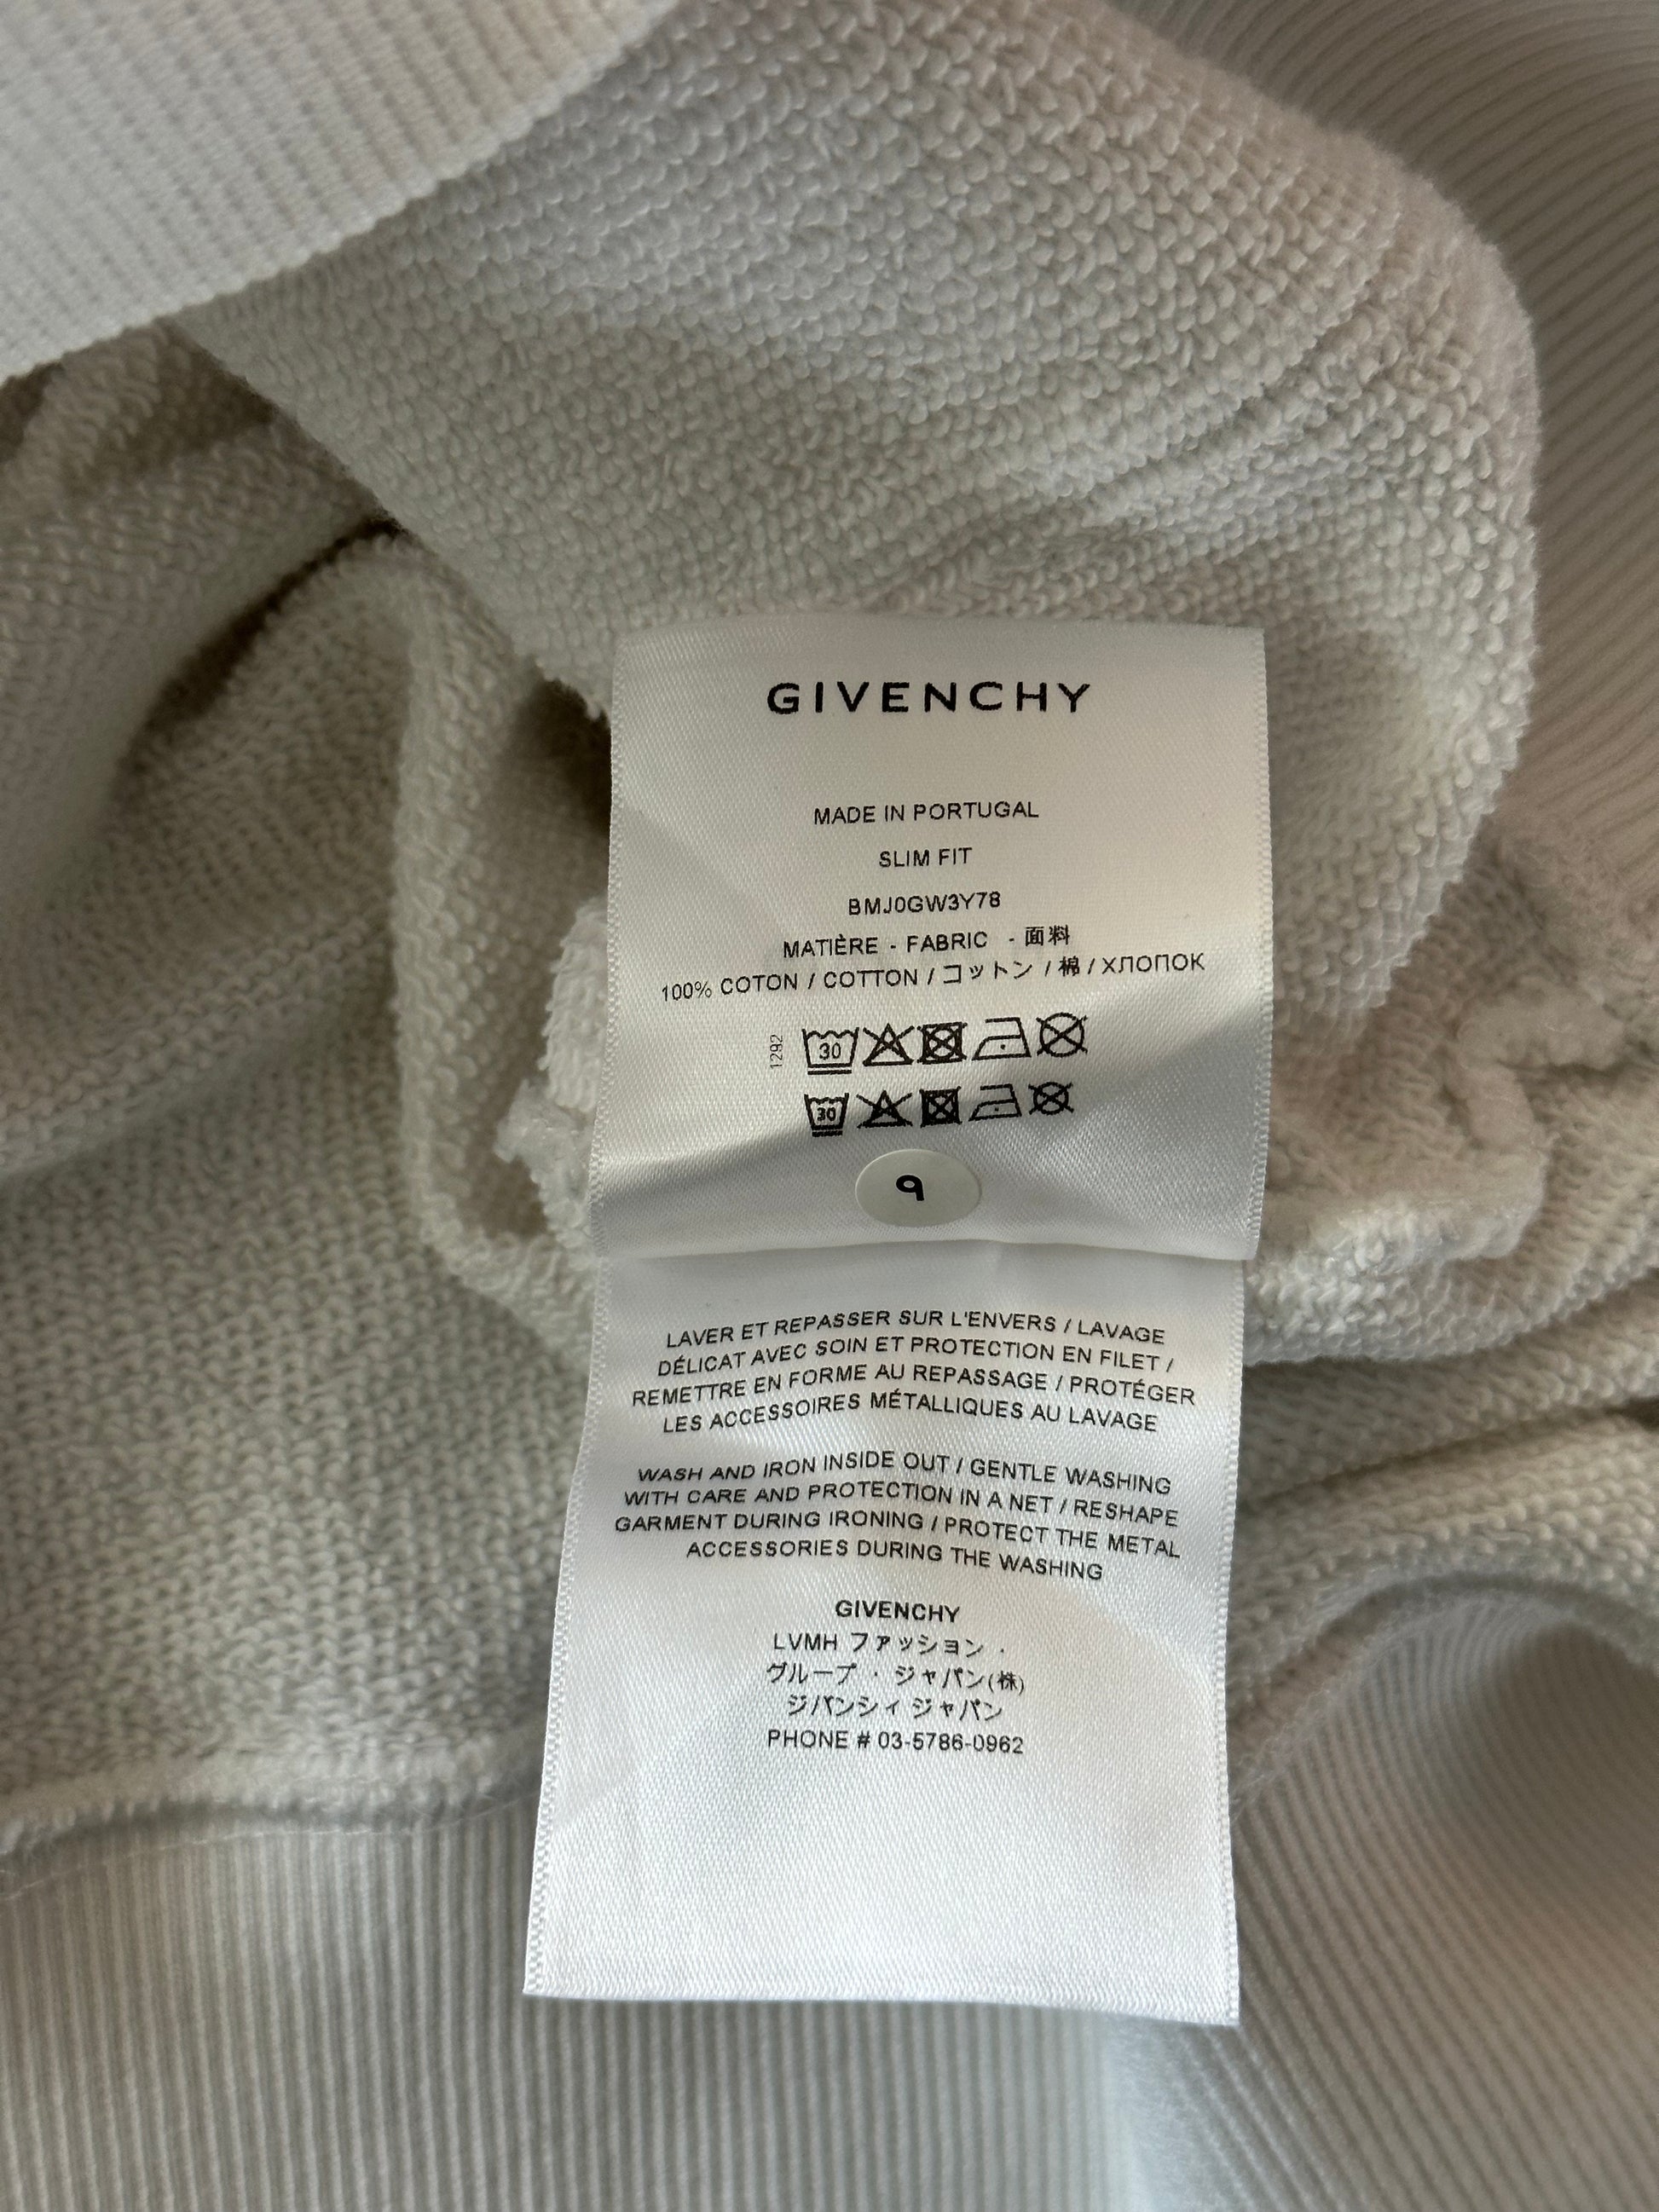 GIVENCHY
MADE IN PORTUGAL
SLIM FIT
BMJ0GW3Y78
MATIÈRE - FABRIC - 面料
100% COTON / COTTON / コットン / 棉 / ХЛОПОК
1292
30
30
9
LAVER ET REPASSER SUR L'ENVERS / LAVAGE
DÉLICAT AVEC SOIN ET PROTECTION EN FILET /
REMETTRE EN FORME AU REPASSAGE / PROTÉGER
LES ACCESSOIRES MÉTALLIQUES AU LAVAGE
WASH AND IRON INSIDE OUT / GENTLE WASHING
WITH CARE AND PROTECTION IN A NET / RESHAPE
GARMENT DURING IRONING / PROTECT THE METAL
ACCESSORIES DURING THE WASHING
GIVENCHY
LVMH ファッション ·
グループ · ジャパン(株)
ジバンシィ ジャパン
PHONE # 03-5786-0962